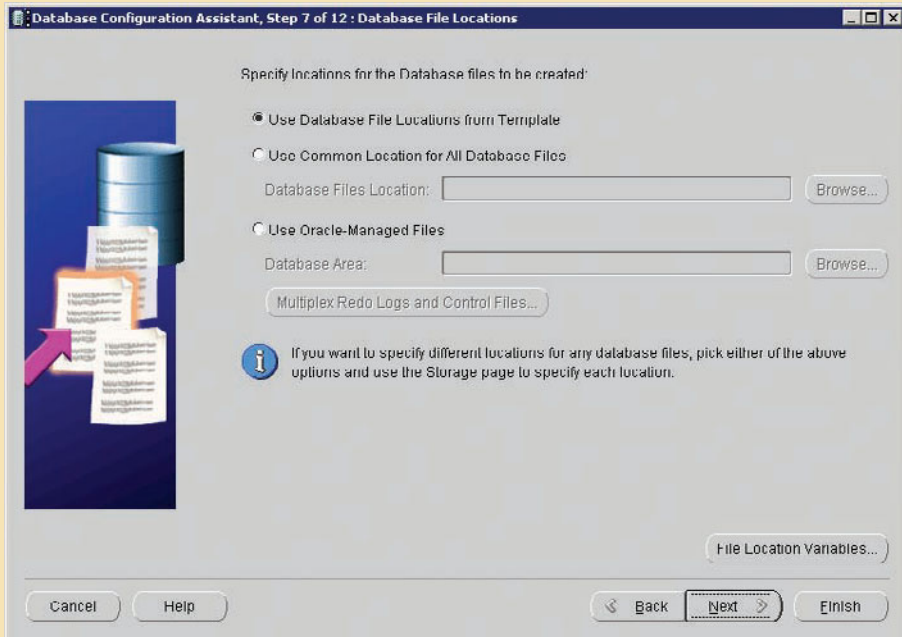 Database Configuration Assistant, Step 7 of 12 : Database File Locations
Specify locations for the Database files to be created:
Use Database File Locations from Template
Use Common Location for All Database Files
Database Files Location:
Browse...
Use Oracle-Managed Files
Database Area:
Browse...
Multiplex Redo Logs and Control Files...
If you want to specify different locations for any database files, pick either of the above
options and use the Storage page to specify each location.
File Location Variables...
Cancel
Help
Back
Next
Finish